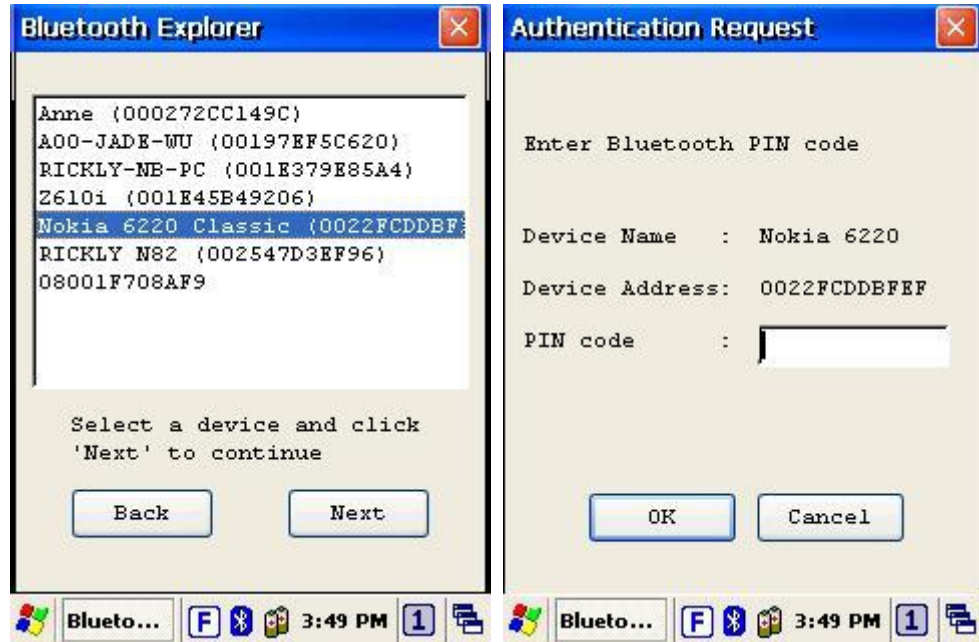 Bluetooth Explorer
Anne (000272CC149C)
A00-JADE-WU (00197EF5C620)
RICKLY-NB-PC (001E379E85A4)
Z610i (001E45B49206)
Nokia 6220 Classic (0022FCDDBF
RICKLY N82 (002547D3EF96)
08001F708AF9
Select a device and click
'Next' to continue
Back Next
Blueto... F 3:49 PM 1
Authentication Request
Enter Bluetooth PIN code
Device Name : Nokia 6220
Device Address: 0022FCDDBFEF
PIN code :
OK Cancel
Blueto... F 3:49 PM 1